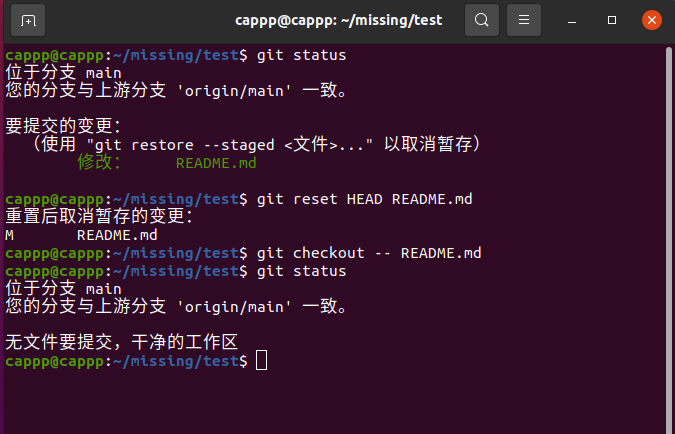 cappp@cappp: ~/missing/test
cappp@cappp:~/missing/test$ git status
位于分支 main
您的分支与上游分支 'origin/main' 一致。
要提交的变更：
（使用 "git restore --staged <文件>..." 以取消暂存）
修改： README.md
cappp@cappp:~/missing/test$ git reset HEAD README.md
重置后取消暂存的变更：
M README.md
cappp@cappp:~/missing/test$ git checkout -- README.md
cappp@cappp:~/missing/test$ git status
位于分支 main
您的分支与上游分支 'origin/main' 一致。
无文件要提交，干净的工作区
cappp@cappp:~/missing/test$